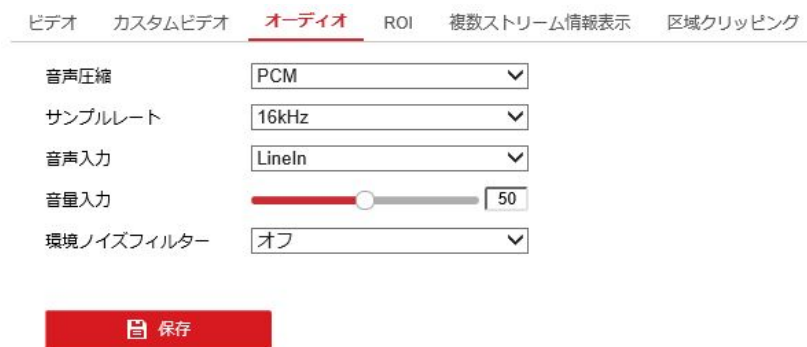 ビデオ カスタムビデオ オーディオ ROI 複数ストリーム情報表示 区域クリッピング
音声圧縮 PCM
サンプルレート 16kHz
音声入力 LineIn
音量入力 50
環境ノイズフィルター オフ
保存